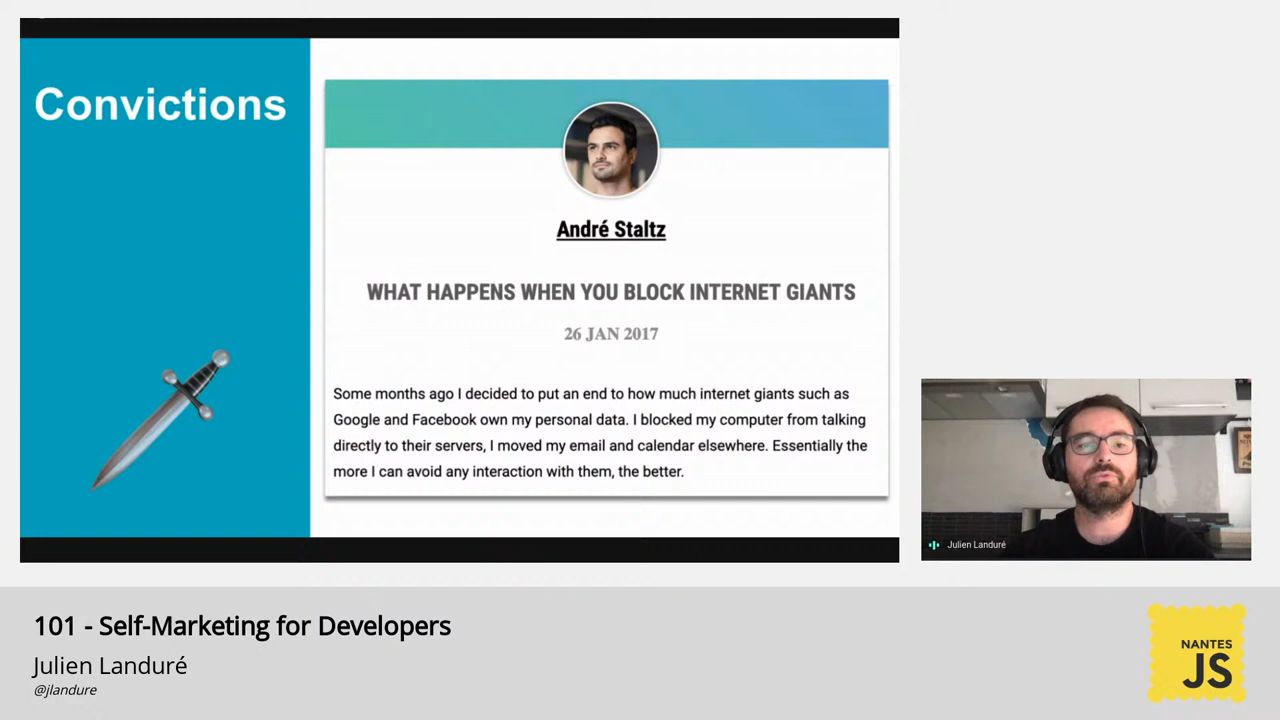 Convictions
André Staltz
WHAT HAPPENS WHEN YOU BLOCK INTERNET GIANTS
26 JAN 2017
Some months ago I decided to put an end to how much internet giants such as
Google and Facebook own my personal data. I blocked my computer from talking
directly to their servers, I moved my email and calendar elsewhere. Essentially the
more I can avoid any interaction with them, the better.
Julien Landuré
101 - Self-Marketing for Developers
Julien Landuré
@jlandure
NANTES
JS